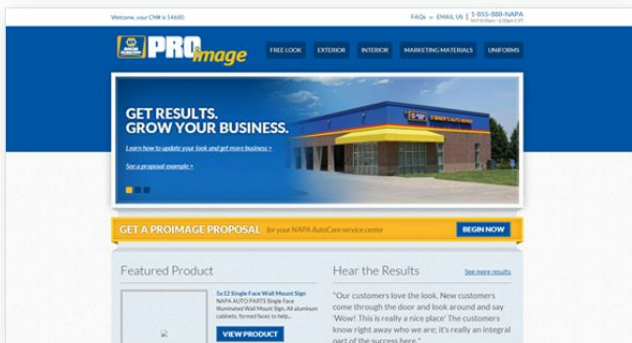 Welcome, your CM# is 54680.
FAQs
EMAIL US
1-855-888-NAPA
PRO image
FREE LOOK
EXTERIOR
INTERIOR
MARKETING MATERIALS
UNIFORMS
GET RESULTS.
GROW YOUR BUSINESS.
Learn how to update your look and get more business >
See a proposal example >
GET A PROIMAGE PROPOSAL for your NAPA AutoCare service center
BEGIN NOW
Featured Product
5x12 Single Face Wall Mount Sign
NAPA AUTO PARTS Single Face
Illuminated Wall Mount Sign. All aluminum
cabinets, formed faces to help...
VIEW PRODUCT
Hear the Results
See more results
"Our customers love the look. New customers
come through the door and look around and say
'Wow! This is really a nice place' The customers
know right away who we are; it's really an integral
part of the success here."